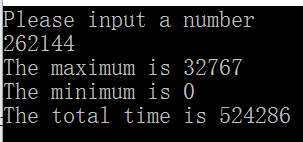 Please input a number
262144
The maximum is 32767
The minimum is 0
The total time is 524286